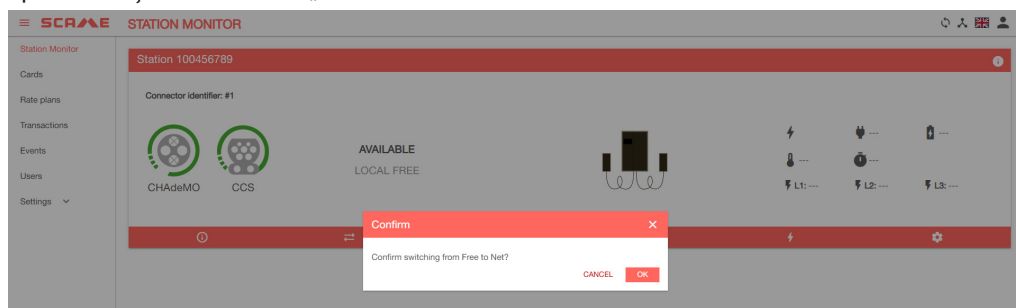 SCAME STATION MONITOR
Station Monitor
Cards
Rate plans
Transactions
Events
Users
Settings
Station 100456789
Connector identifier: #1
CHAdeMO
CCS
AVAILABLE
LOCAL FREE
---
---
---
---
L1: ---
L2: ---
L3: ---
Confirm
Confirm switching from Free to Net?
CANCEL OK